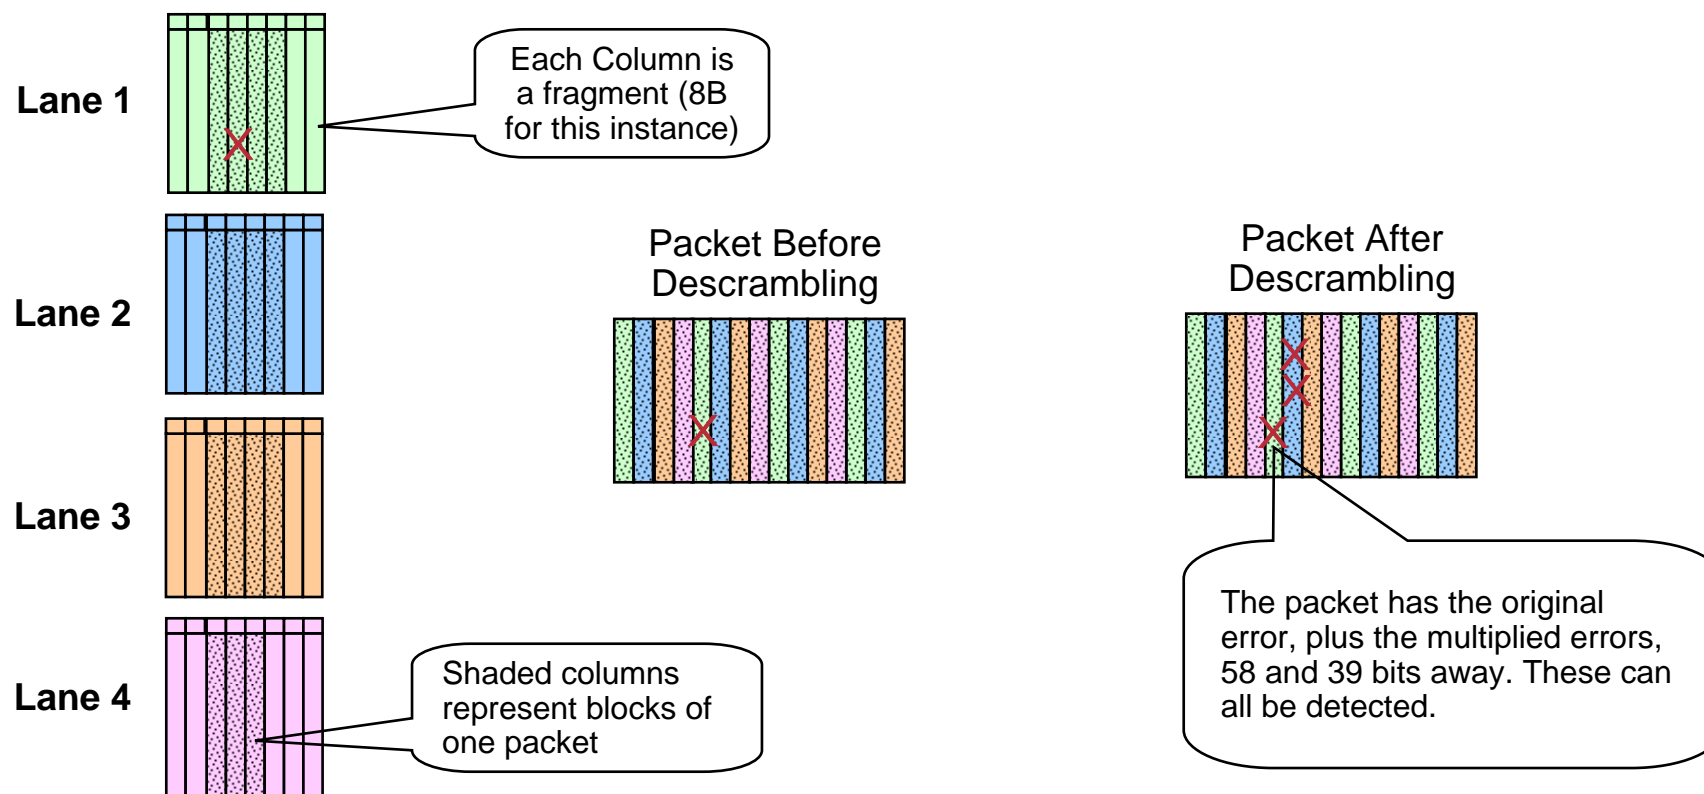 Lane 1
Each Column is
a fragment (8B
for this instance)
Lane 2
Packet Before
Descrambling
Packet After
Descrambling
Lane 3
The packet has the original
error, plus the multiplied errors,
58 and 39 bits away. These can
all be detected.
Lane 4
Shaded columns
represent blocks of
one packet